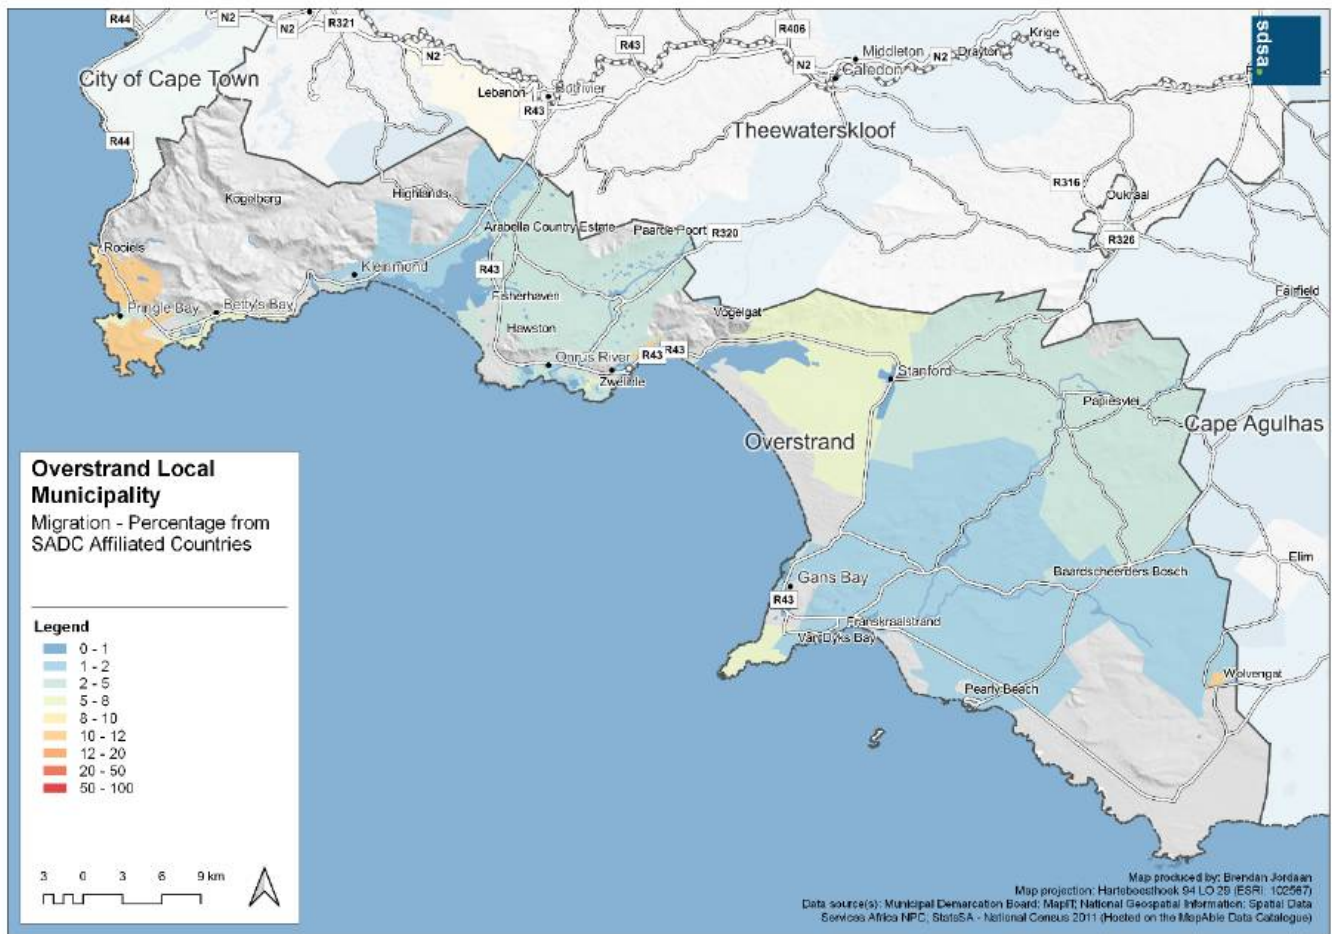 R44
N2
N2
R321
N2
R43
R406
N2
Middleton
N2
Drayton
Krige
sdsa
City of Cape Town
Lebanon
Botrivier
R43
Caledon
R44
Theewaterskloof
R316
Oukraal
Kogelberg
Highlands
Arabella Country Estate
Paarde Poort
R320
R326
Rooiels
Kleinmond
R43
Fisherhaven
Fairfield
Pringle Bay
Betty's Bay
Hawston
Vogelgat
Onrus River
R43
R43
Zwelihle
Stanford
Papiesvlei
Cape Agulhas
Overstrand
Elim
Gans Bay
Baardscheerders Bosch
R43
Franskraalstrand
Van Dyks Bay
Wolvengat
Pearly Beach
Overstrand Local
Municipality
Migration - Percentage from
SADC Affiliated Countries
Legend
0 - 1
1 - 2
2 - 5
5 - 8
8 - 10
10 - 12
12 - 20
20 - 50
50 - 100
3 0 3 6 9 km
Map produced by: Brendan Jordaan
Map projection: Hartebeesthoek 94 LO 29 (ESRI: 102567)
Data source(s): Municipal Demarcation Board; MapIT; National Geospatial Information; Spatial Data
Services Africa NPC; StatsSA - National Census 2011 (Hosted on the MapAble Data Catalogue)